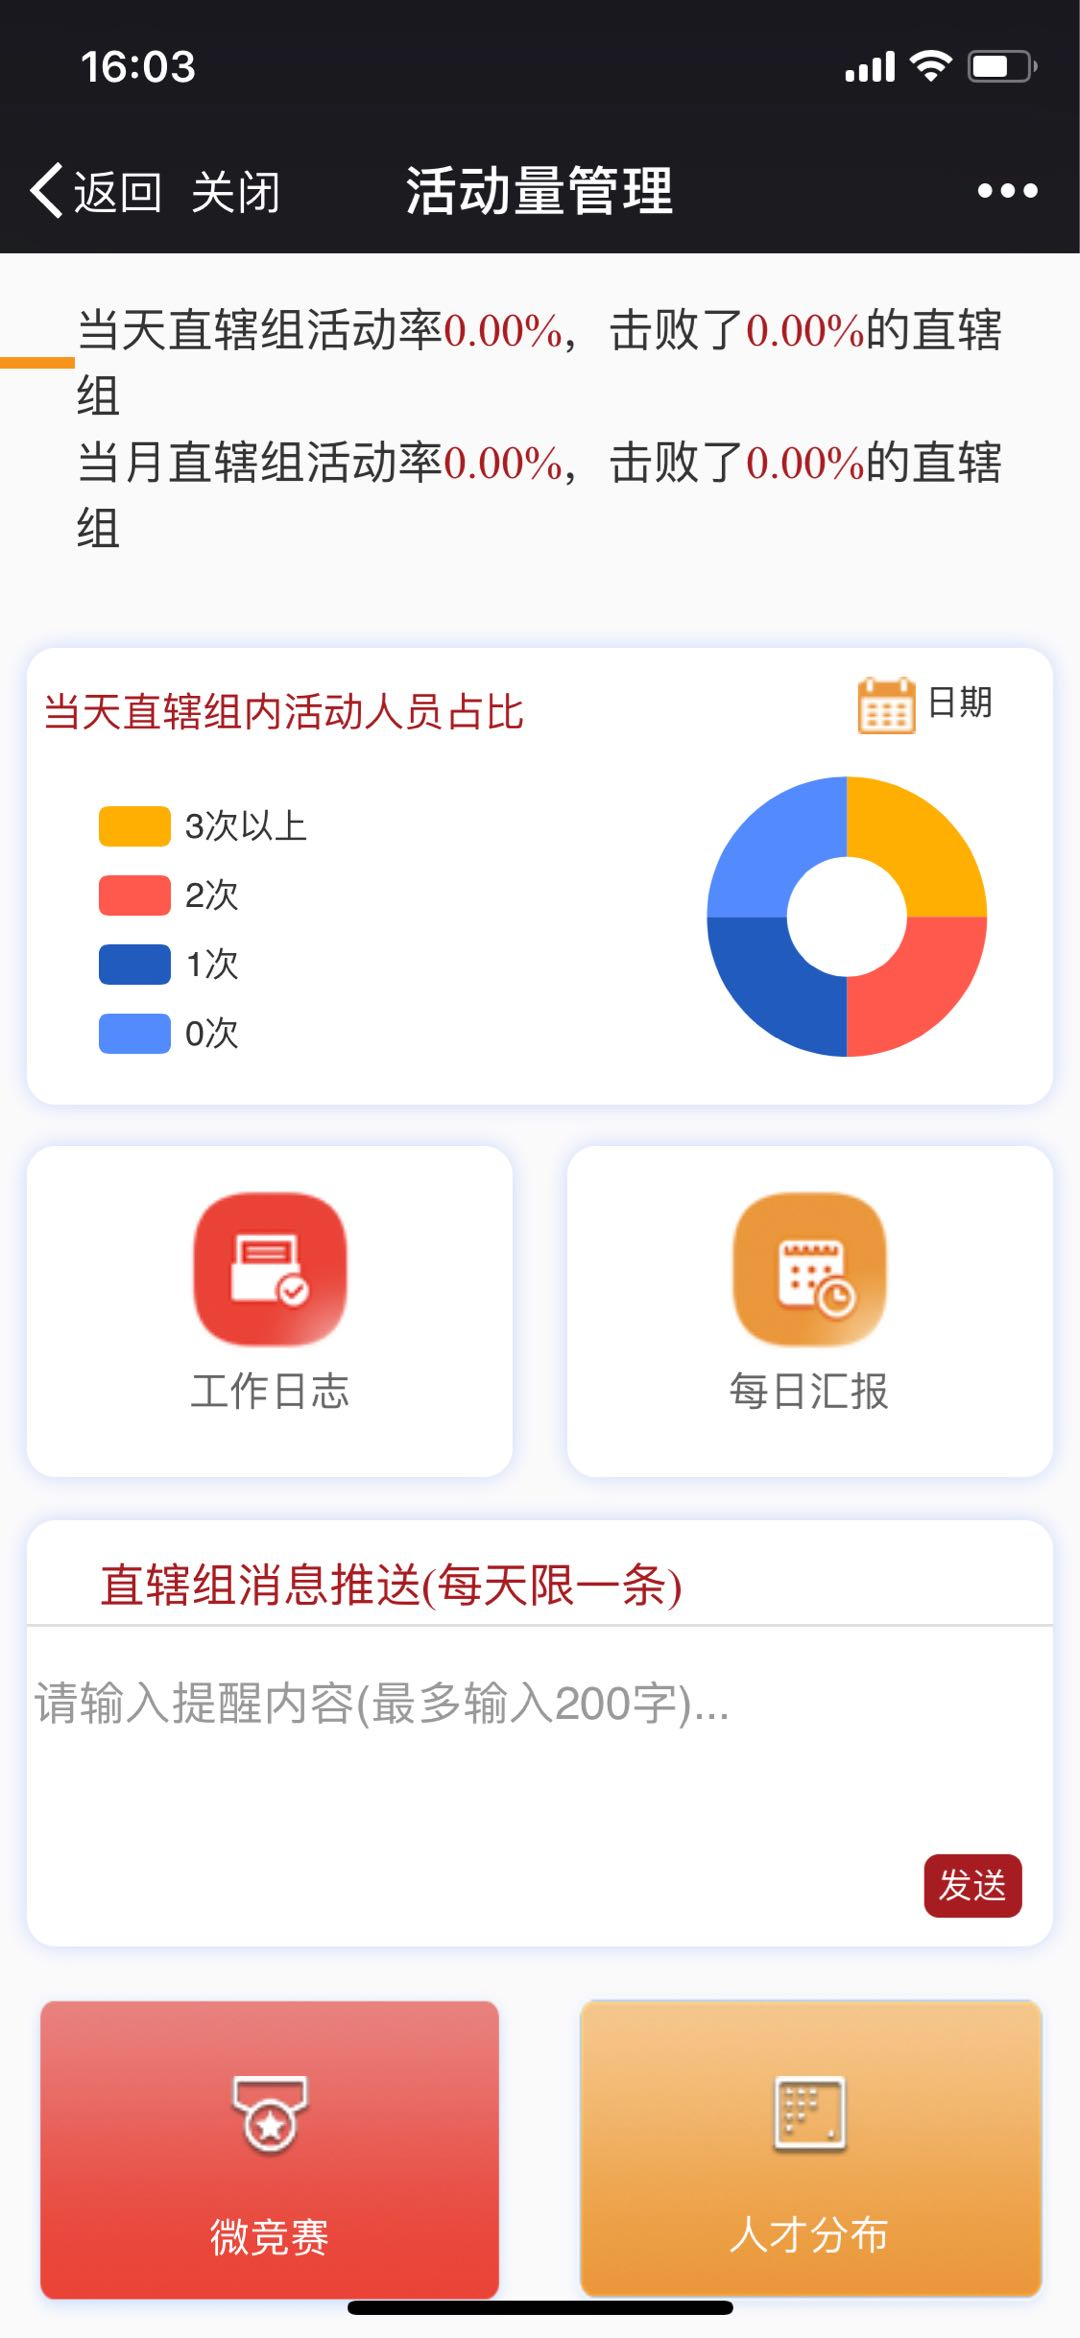 16:03
返回 关闭 活动量管理
当天直辖组活动率0.00%，击败了0.00%的直辖
组
当月直辖组活动率0.00%，击败了0.00%的直辖
组
当天直辖组内活动人员占比
日期
3次以上
2次
1次
0次
工作日志
每日汇报
直辖组消息推送(每天限一条)
请输入提醒内容(最多输入200字)...
发送
微竞赛
人才分布